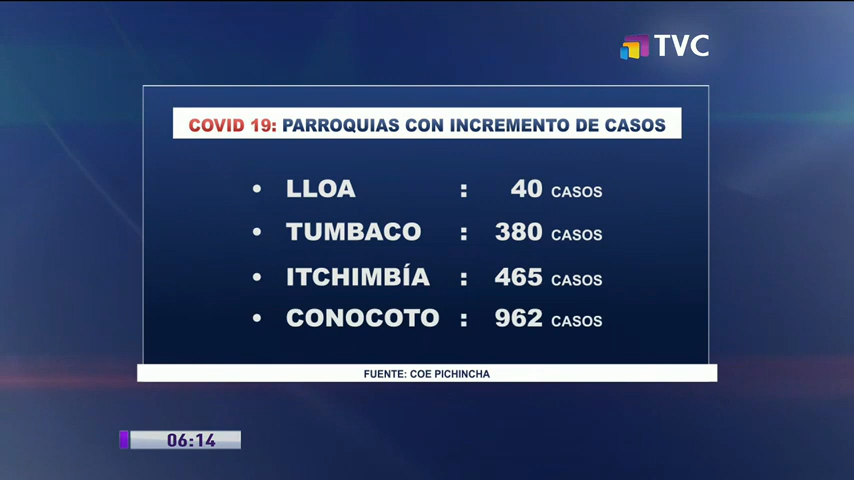 TVC
COVID 19: PARROQUIAS CON INCREMENTO DE CASOS
• LLOA : 40 CASOS
• TUMBACO : 380 CASOS
• ITCHIMBÍA : 465 CASOS
• CONOCOTO : 962 CASOS
FUENTE: COE PICHINCHA
06:14